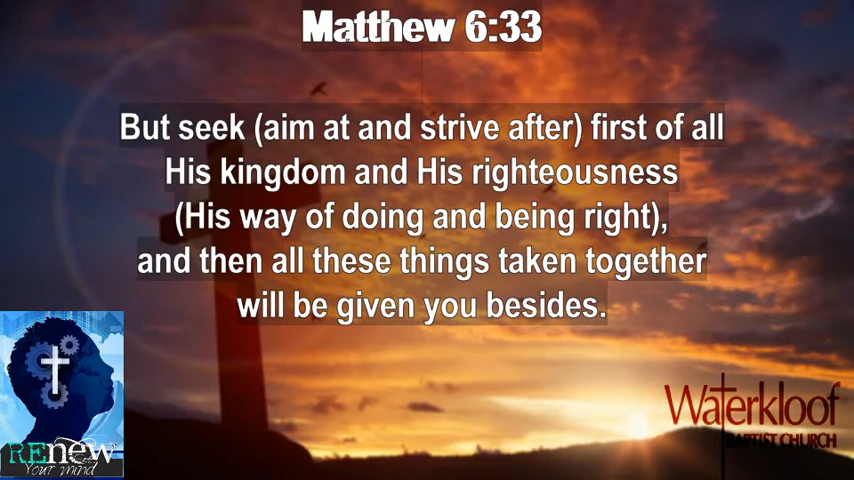 Matthew 6:33
But seek (aim at and strive after) first of all
His kingdom and His righteousness
(His way of doing and being right),
and then all these things taken together
will be given you besides.
REnew
Your mind
Waterkloof
BAPTIST CHURCH